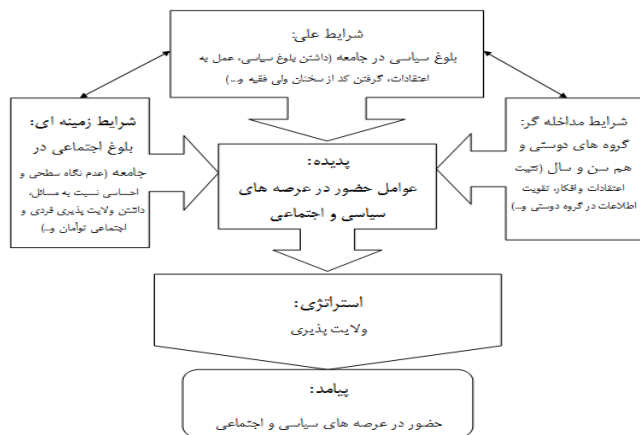 شرایط علی:
بلوغ سیاسی در جامعه (داشتن بلوغ سیاسی، عمل به
اعتقادات، گرفتن کد از سخنان ولی فقیه و...)
شرایط مداخله گر:
گروه های دوستی و
هم سن و سال (تثبیت
اعتقادات و افکار، تقویت
اطلاعات در گروه دوستی و...)
شرایط زمینه ای:
بلوغ اجتماعی در
جامعه (عدم نگاه سطحی و
احساسی نسبت به مسائل،
داشتن ولایت پذیری فردی و
اجتماعی توأمان و...)
پدیده:
عوامل حضور در عرصه های
سیاسی و اجتماعی
استراتژی:
ولایت پذیری
پیامد:
حضور در عرصه های سیاسی و اجتماعی